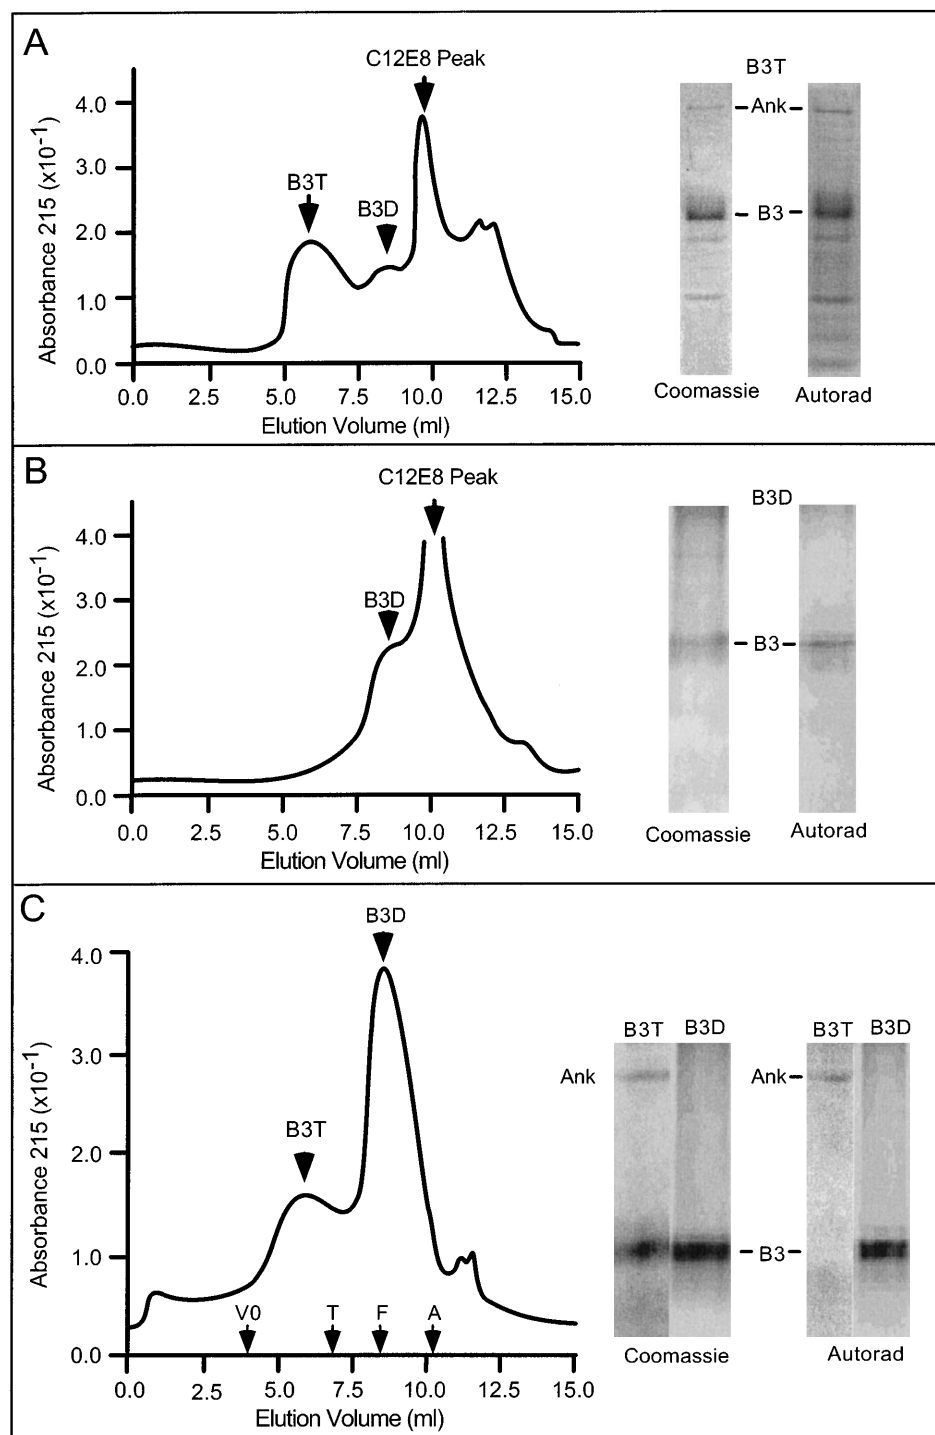 A
C12E8 Peak
B3T
B3D
Absorbance 215 (x10-1)
4.0
3.0
2.0
1.0
0.0
0.0 2.5 5.0 7.5 10.0 12.5 15.0
Elution Volume (ml)
B3T
Ank
B3
Coomassie Autorad
B
C12E8 Peak
B3D
Absorbance 215 (x10-1)
4.0
3.0
2.0
1.0
0.0
0.0 2.5 5.0 7.5 10.0 12.5 15.0
Elution Volume (ml)
B3D
B3
Coomassie Autorad
C
B3D
B3T
Absorbance 215 (x10-1)
4.0
3.0
2.0
1.0
0.0
V0 T F A
0.0 2.5 5.0 7.5 10.0 12.5 15.0
Elution Volume (ml)
B3T B3D B3T B3D
Ank Ank
B3
Coomassie Autorad